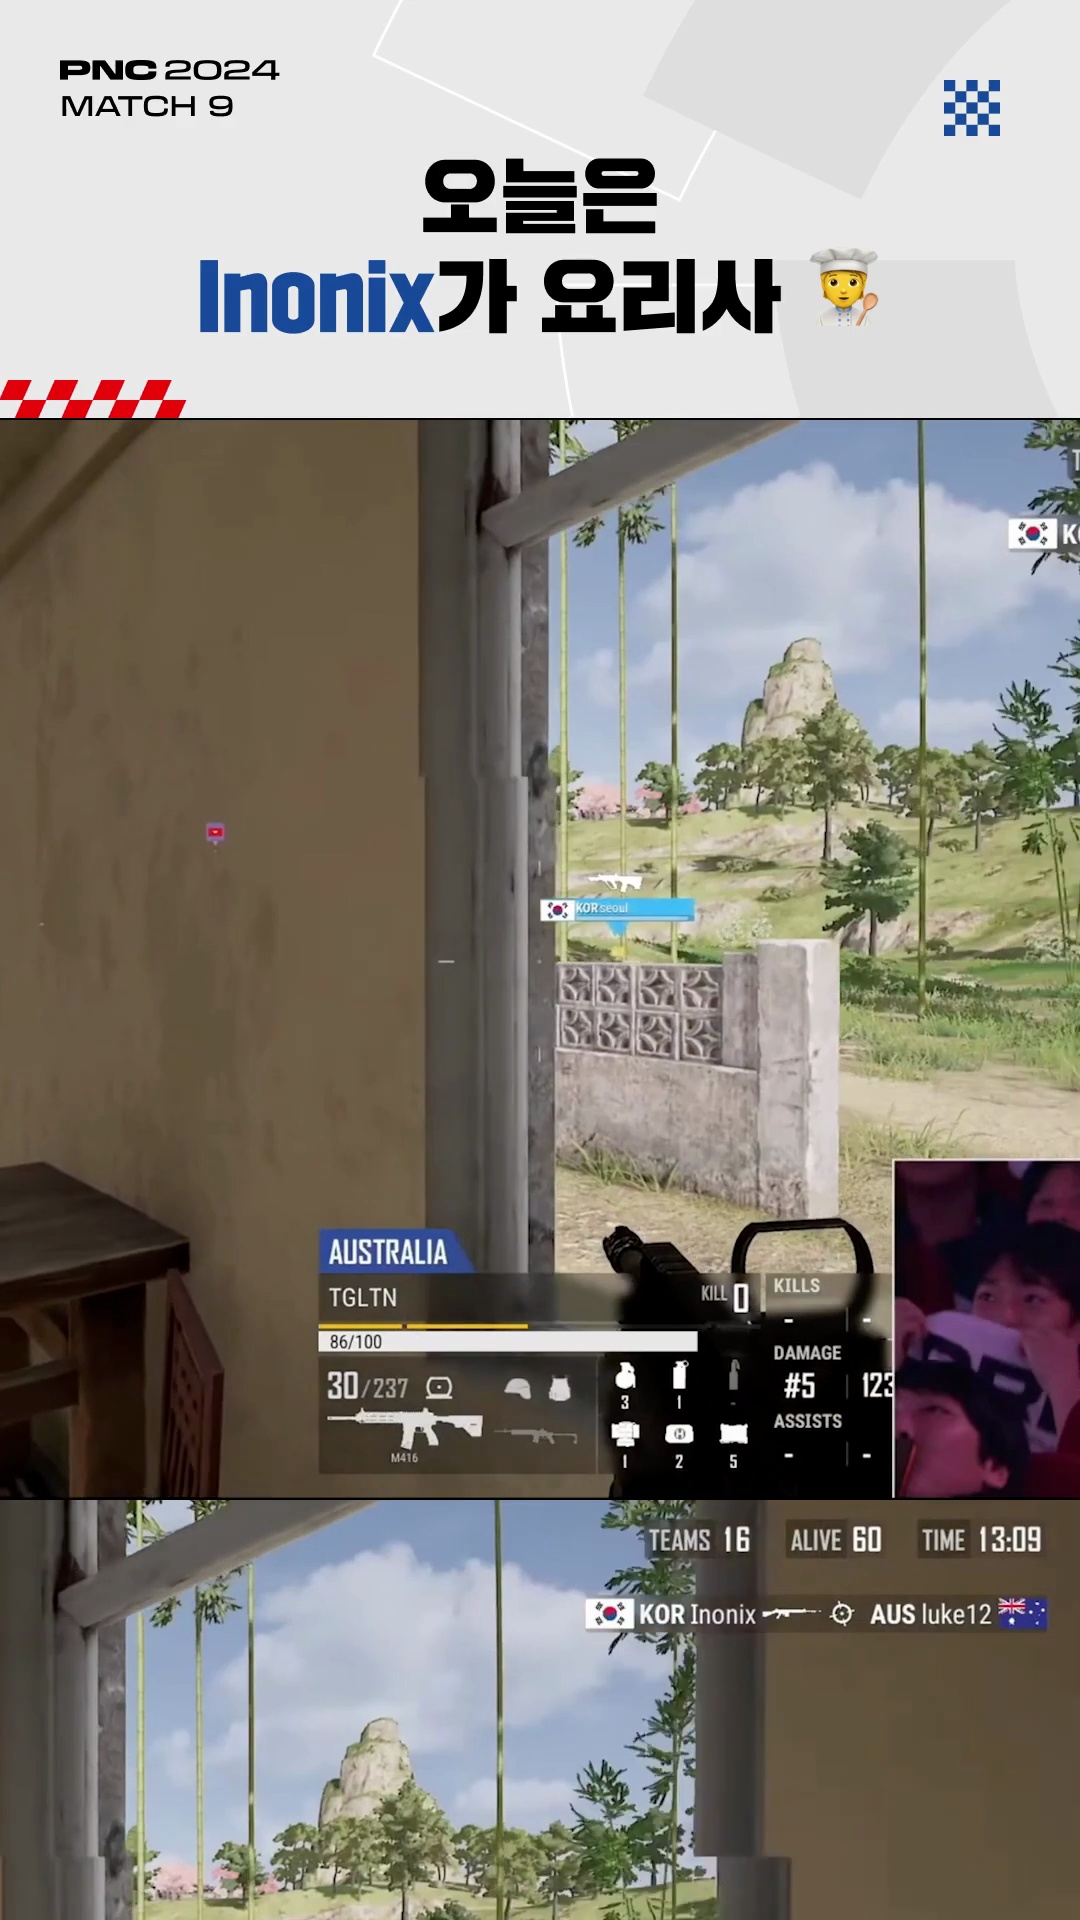 PNC 2024
MATCH 9
오늘은
Inonix가 요리사
KOR seoul
AUSTRALIA
TGLTN
KILL 0
86/100
30/237
M416
3 1 -
1 2 5
KILLS
- -
DAMAGE
#5 123
ASSISTS
- -
TEAMS 16 ALIVE 60 TIME 13:09
KOR Inonix AUS luke12